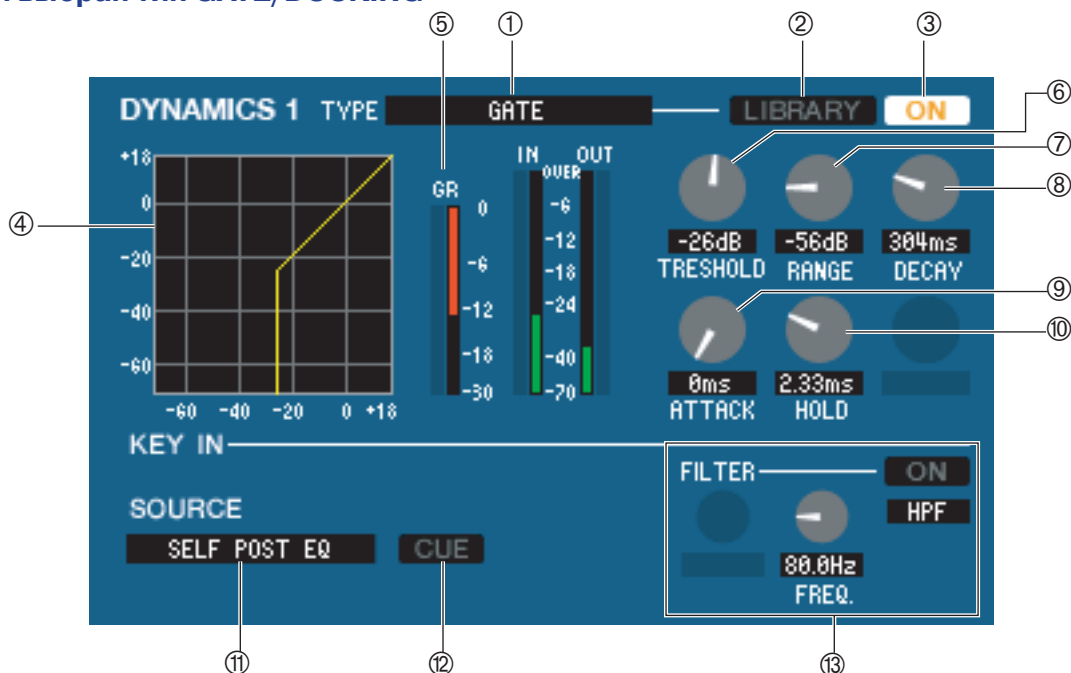 GATE/DUCKING
⑤ ① ② ③
DYNAMICS 1 TYPE GATE LIBRARY ON
⑥
⑦
⑧
④
⑨
⑩
+18
0
-20
-40
-60
-60 -40 -20 0 +18
GR
0
-6
-12
-18
-30
IN OUT
OVER
-6
-12
-18
-24
-40
-70
-26dB -56dB 304ms
TRESHOLD RANGE DECAY
0ms 2.33ms
ATTACK HOLD
KEY IN
FILTER ON
SOURCE
HPF
SELF POST EQ CUE
80.0Hz
FREQ.
⑪ ⑫ ⑬